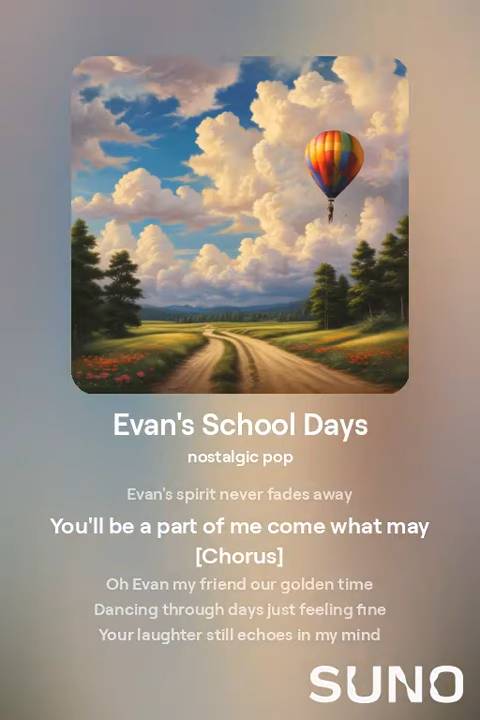 Evan's School Days
nostalgic pop
Evan's spirit never fades away
You'll be a part of me come what may
[Chorus]
Oh Evan my friend our golden time
Dancing through days just feeling fine
Your laughter still echoes in my mind
SUNO